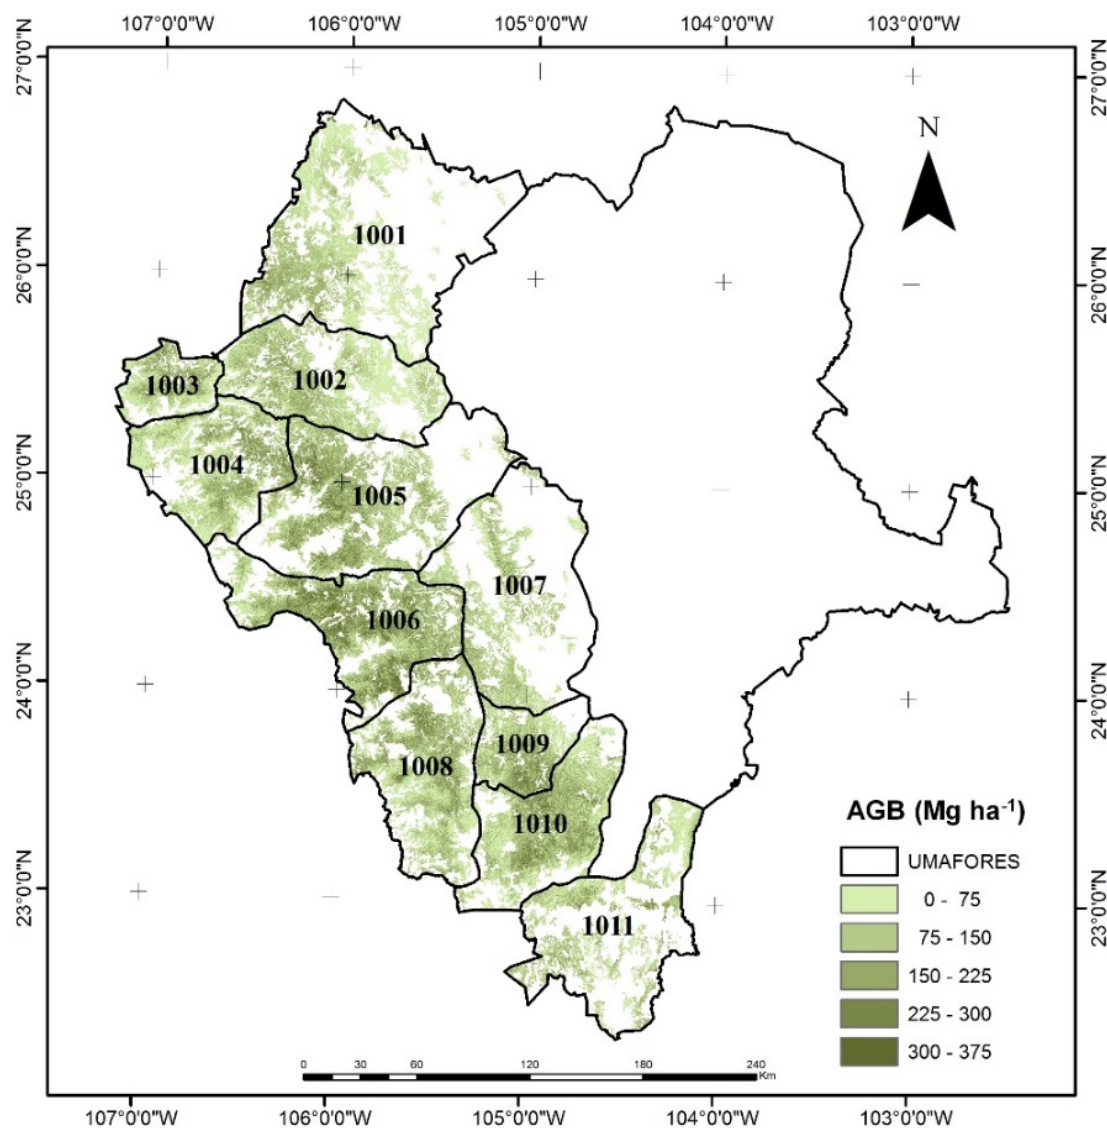 107°0'0"W 106°0'0"W 105°0'0"W 104°0'0"W 103°0'0"W
27°0'0"N
27°0'0"N
N
1001
26°0'0"N
26°0'0"N
1003
1002
1004
25°0'0"N
1005
25°0'0"N
1007
1006
24°0'0"N
24°0'0"N
1009
1008
1010
AGB (Mg ha-1)
UMAFORES
23°0'0"N
0 - 75
23°0'0"N
1011
75 - 150
150 - 225
225 - 300
300 - 375
0 30 60 120 180 240
Km
107°0'0"W 106°0'0"W 105°0'0"W 104°0'0"W 103°0'0"W